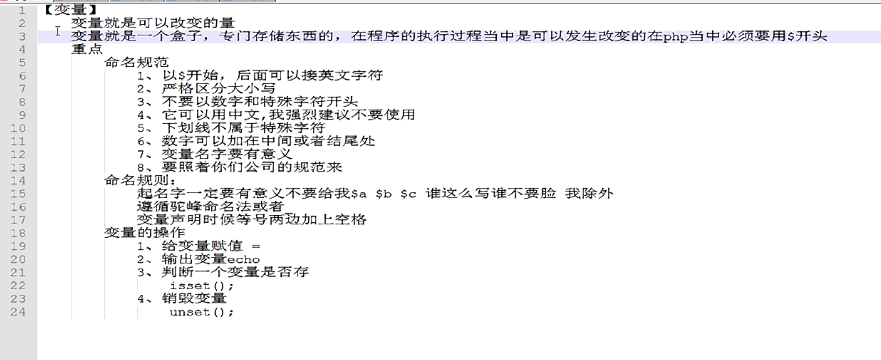 1 【变量】
2 变量就是可以改变的量
3 变量就是一个盒子，专门存储东西的，在程序的执行过程当中是可以发生改变的在php当中必须要用$开头
4 重点
5 命名规范
6 1、以$开始，后面可以接英文字符
7 2、严格区分大小写
8 3、不要以数字和特殊字符开头
9 4、它可以用中文,我强烈建议不要使用
10 5、下划线不属于特殊字符
11 6、数字可以加在中间或者结尾处
12 7、变量名字要有意义
13 8、要照着你们公司的规范来
14 命名规则：
15 起名字一定要有意义不要给我$a $b $c 谁这么写谁不要脸 我除外
16 遵循驼峰命名法或者_
17 变量声明时候等号两边加上空格
18 变量的操作
19 1、给变量赋值 =
20 2、输出变量echo
21 3、判断一个变量是否存
22 isset();
23 4、销毁变量
24 unset();